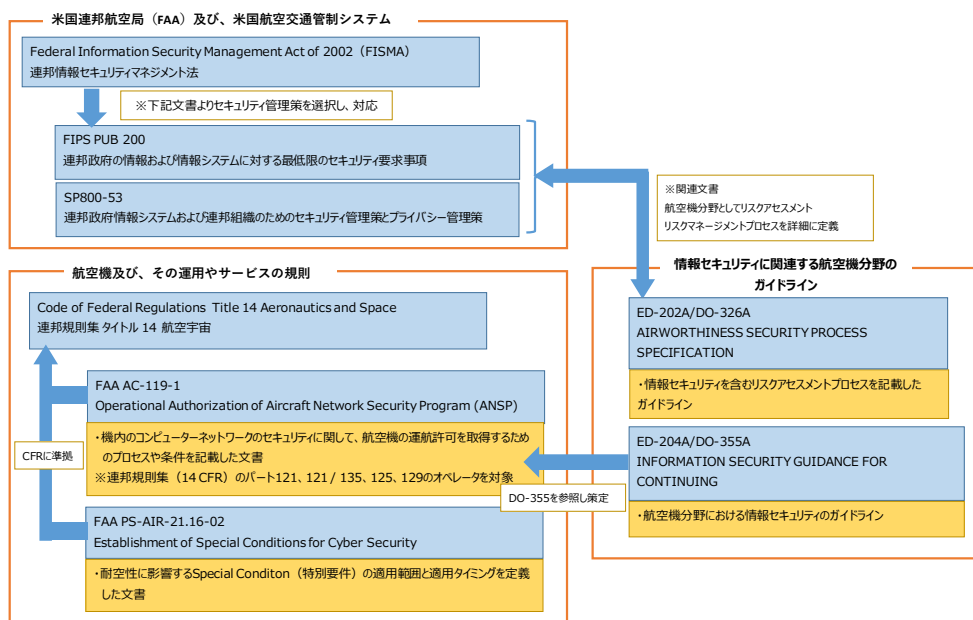 米国連邦航空局（FAA）及び、米国航空交通管制システム
Federal Information Security Management Act of 2002（FISMA）
連邦情報セキュリティマネジメント法
※下記文書よりセキュリティ管理策を選択し、対応
FIPS PUB 200
連邦政府の情報および情報システムに対する最低限のセキュリティ要求事項
SP800-53
連邦政府情報システムおよび連邦組織のためのセキュリティ管理策とプライバシー管理策
※関連文書
航空機分野としてリスクアセスメント
リスクマネージメントプロセスを詳細に定義
航空機及び、その運用やサービスの規則
Code of Federal Regulations Title 14 Aeronautics and Space
連邦規則集 タイトル 14 航空宇宙
FAA AC-119-1
Operational Authorization of Aircraft Network Security Program (ANSP)
・機内のコンピューターネットワークのセキュリティに関して、航空機の運航許可を取得するため
のプロセスや条件を記載した文書
※連邦規則集（14 CFR）のパート121、121 / 135、125、129のオペレータを対象
CFRに準拠
DO-355を参照し策定
FAA PS-AIR-21.16-02
Establishment of Special Conditions for Cyber Security
・耐空性に影響するSpecial Conditon（特別要件）の適用範囲と適用タイミングを定義
した文書
情報セキュリティに関連する航空機分野の
ガイドライン
ED-202A/DO-326A
AIRWORTHINESS SECURITY PROCESS
SPECIFICATION
・情報セキュリティを含むリスクアセスメントプロセスを記載した
ガイドライン
ED-204A/DO-355A
INFORMATION SECURITY GUIDANCE FOR
CONTINUING
・航空機分野における情報セキュリティのガイドライン